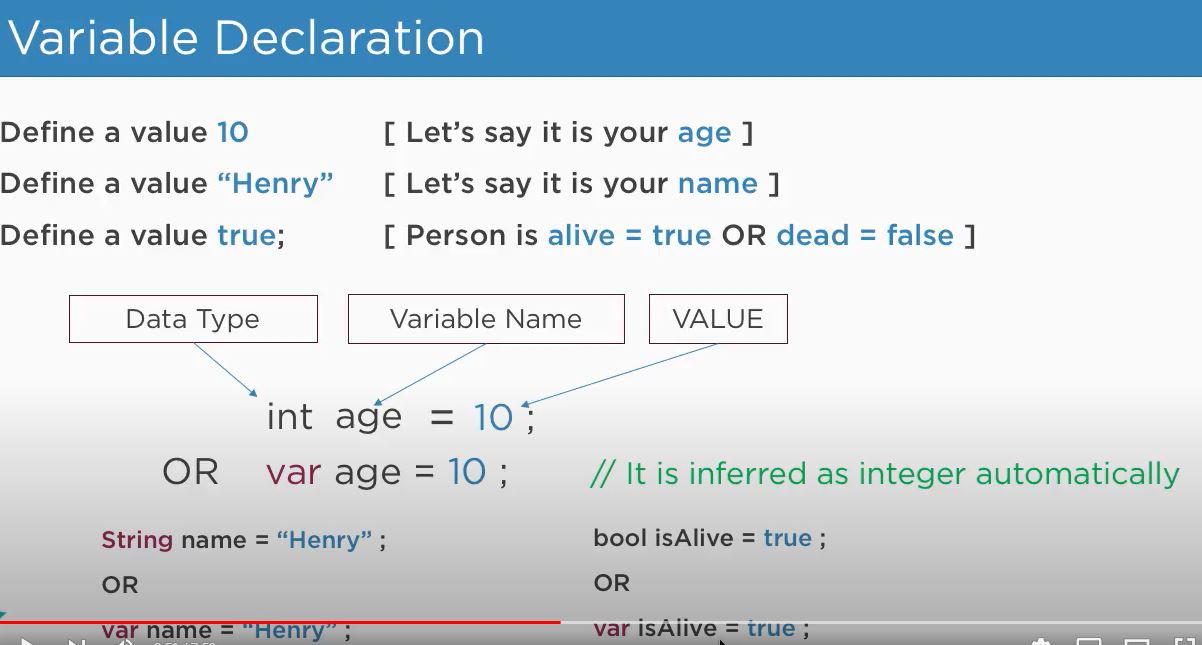 Variable Declaration
Define a value 10 [ Let's say it is your age ]
Define a value “Henry” [ Let's say it is your name ]
Define a value true; [ Person is alive = true OR dead = false ]
Data Type Variable Name VALUE
int age = 10 ;
OR var age = 10 ; // It is inferred as integer automatically
String name = “Henry” ; bool isAlive = true ;
OR OR
var name = “Henry” ; var isAlive = true ;